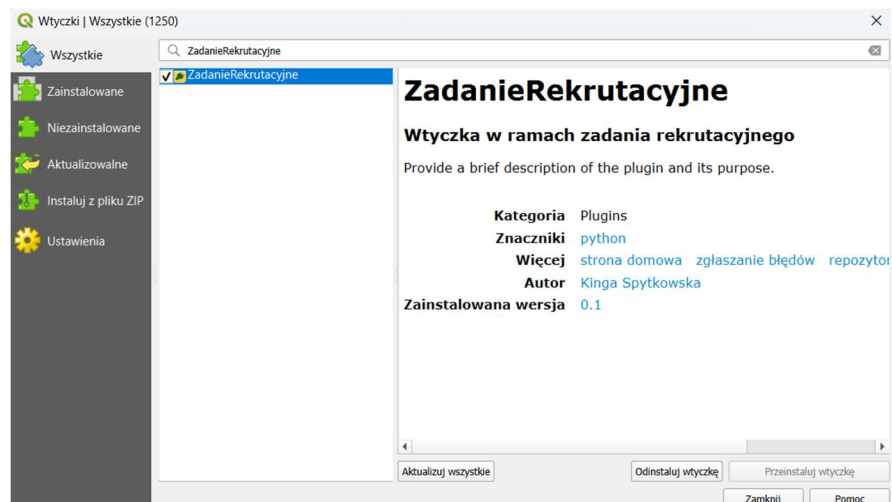 Wtyczki | Wszystkie (1250)
Wszystkie
ZadanieRekrutacyjne
Zainstalowane
Niezainstalowane
Aktualizowalne
Instaluj z pliku ZIP
Ustawienia
ZadanieRekrutacyjne
ZadanieRekrutacyjne
Wtyczka w ramach zadania rekrutacyjnego
Provide a brief description of the plugin and its purpose.
Kategoria Plugins
Znaczniki python
Więcej strona domowa zgłaszanie błędów repozytor
Autor Kinga Spytkowska
Zainstalowana wersja 0.1
Aktualizuj wszystkie Odinstaluj wtyczkę Przeinstaluj wtyczkę
Zamknij Pomoc